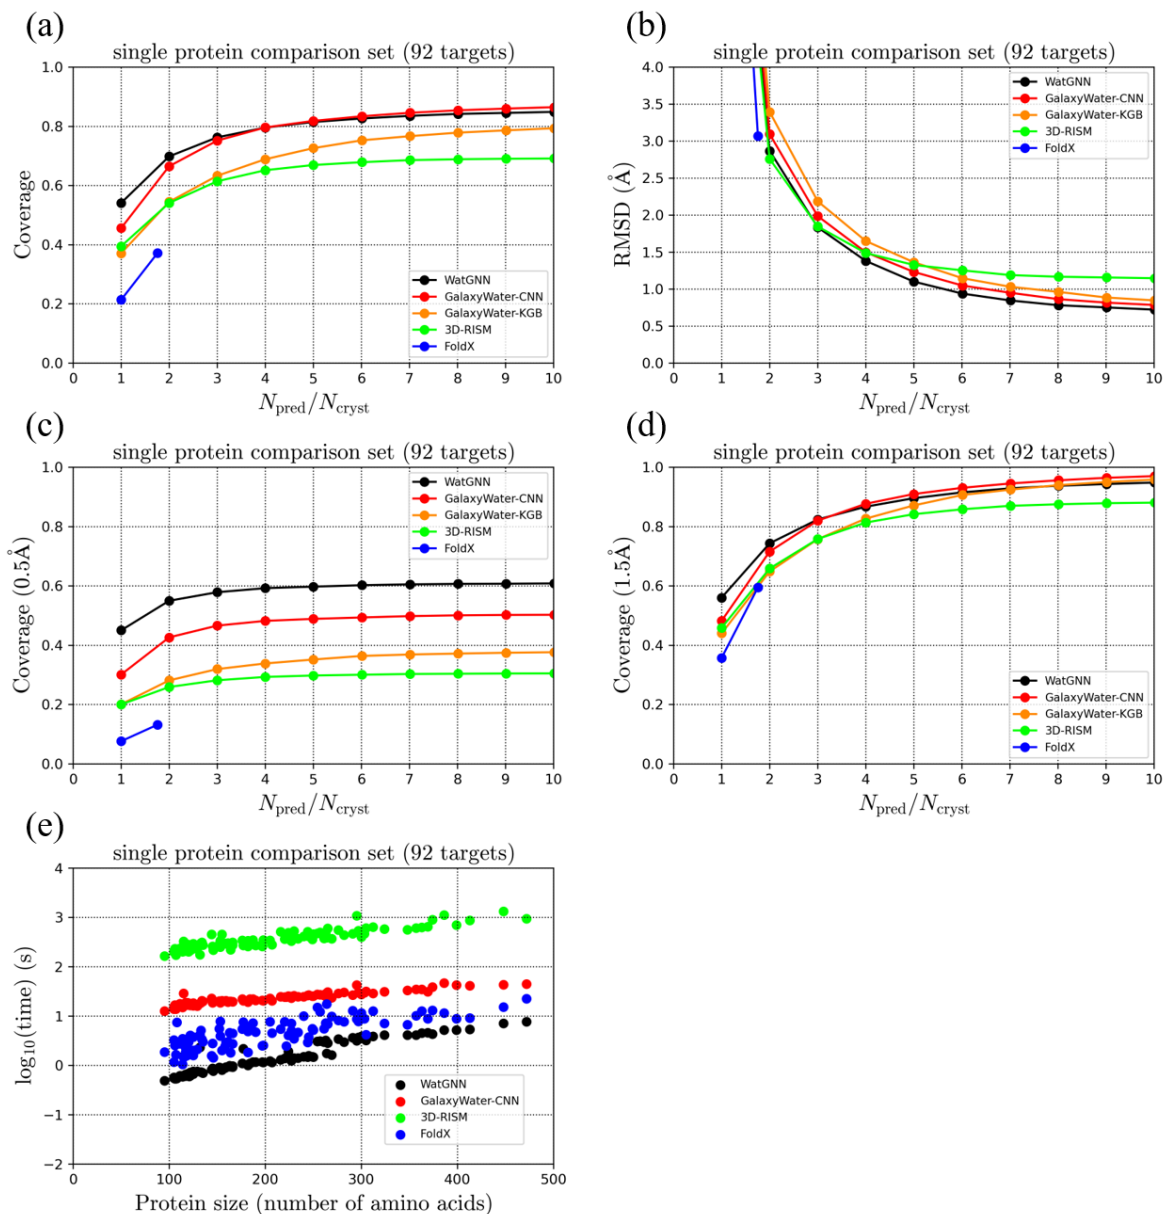 (a)
single protein comparison set (92 targets)
1.0
0.8
0.6
0.4
0.2
0.0
Coverage
WatGNN
GalaxyWater-CNN
GalaxyWater-KGB
3D-RISM
FoldX
0 1 2 3 4 5 6 7 8 9 10
N_pred/N_cryst
(b)
single protein comparison set (92 targets)
4.0
3.5
3.0
2.5
2.0
1.5
1.0
0.5
0.0
RMSD (Å)
WatGNN
GalaxyWater-CNN
GalaxyWater-KGB
3D-RISM
FoldX
0 1 2 3 4 5 6 7 8 9 10
N_pred/N_cryst
(c)
single protein comparison set (92 targets)
1.0
0.8
0.6
0.4
0.2
0.0
Coverage (0.5Å)
WatGNN
GalaxyWater-CNN
GalaxyWater-KGB
3D-RISM
FoldX
0 1 2 3 4 5 6 7 8 9 10
N_pred/N_cryst
(d)
single protein comparison set (92 targets)
1.0
0.8
0.6
0.4
0.2
0.0
Coverage (1.5Å)
WatGNN
GalaxyWater-CNN
GalaxyWater-KGB
3D-RISM
FoldX
0 1 2 3 4 5 6 7 8 9 10
N_pred/N_cryst
(e)
single protein comparison set (92 targets)
4
3
2
1
0
−1
−2
log₁₀(time) (s)
WatGNN
GalaxyWater-CNN
3D-RISM
FoldX
0 100 200 300 400 500
Protein size (number of amino acids)